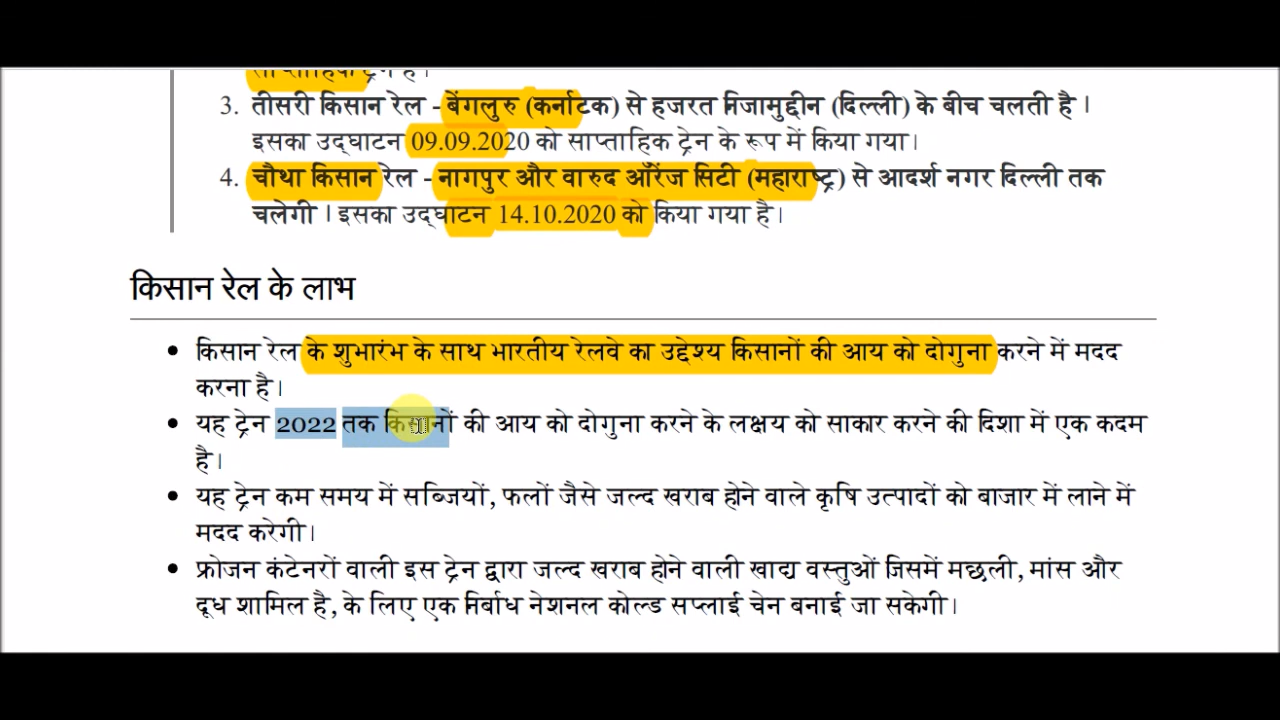 साप्ताहिक ट्रेन है।
3. तीसरी किसान रेल - बेंगलुरु (कर्नाटक) से हजरत निजामुद्दीन (दिल्ली) के बीच चलती है |
इसका उद्घाटन 09.09.2020 को साप्ताहिक ट्रेन के रूप में किया गया।
4. चौथा किसान रेल - नागपुर और वारुद ऑरेंज सिटी (महाराष्ट्र) से आदर्श नगर दिल्ली तक
चलेगी | इसका उद्घाटन 14.10.2020 को किया गया है।
किसान रेल के लाभ
• किसान रेल के शुभारंभ के साथ भारतीय रेलवे का उद्देश्य किसानों की आय को दोगुना करने में मदद
करना है।
• यह ट्रेन 2022 तक किसानों की आय को दोगुना करने के लक्षय को साकार करने की दिशा में एक कदम
है।
• यह ट्रेन कम समय में सब्जियों, फलों जैसे जल्द खराब होने वाले कृषि उत्पादों को बाजार में लाने में
मदद करेगी।
• फ्रोजन कंटेनरों वाली इस ट्रेन द्वारा जल्द खराब होने वाली खाद्य वस्तुओं जिसमें मछली, मांस और
दूध शामिल है, के लिए एक निर्बाध नेशनल कोल्ड सप्लाई चेन बनाई जा सकेगी।